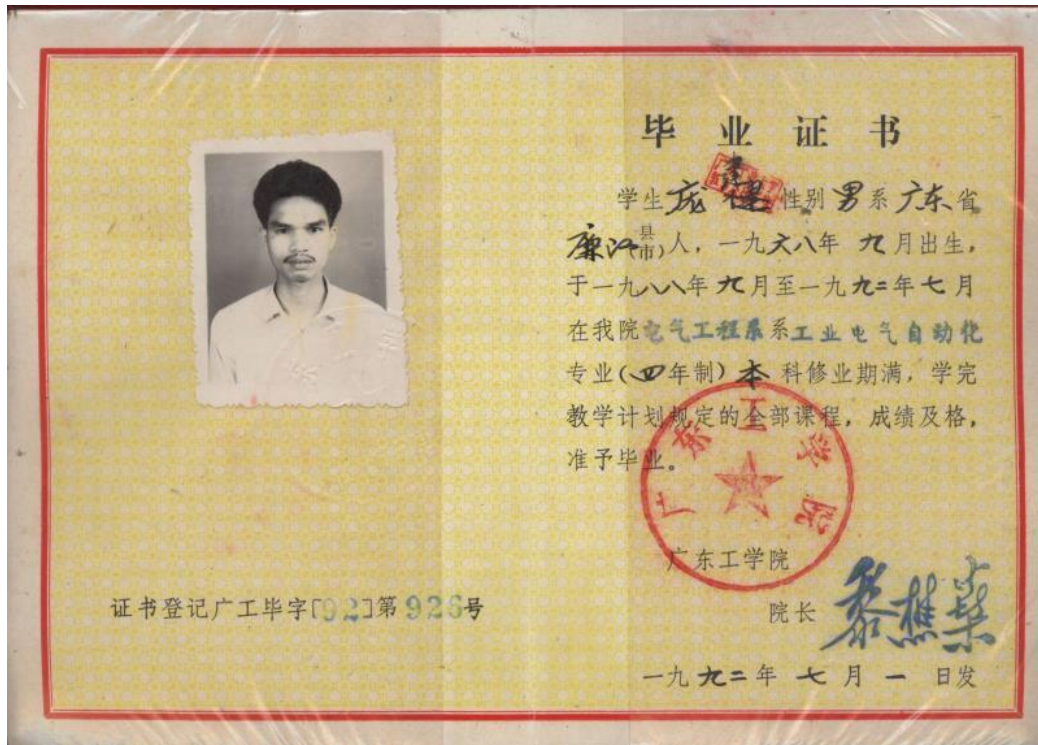 毕业证书
学生庞 性别男系广东省
廉江(县市)人，一九六八年九月出生，
于一九八八年九月至一九九二年七月
在我院电气工程系系工业电气自动化
专业(四年制)本科修业期满，学完
教学计划规定的全部课程，成绩及格，
准予毕业。
广东工学院
广东工学院
院长
一九九二年七月一日发
证书登记广工毕字[92]第926号